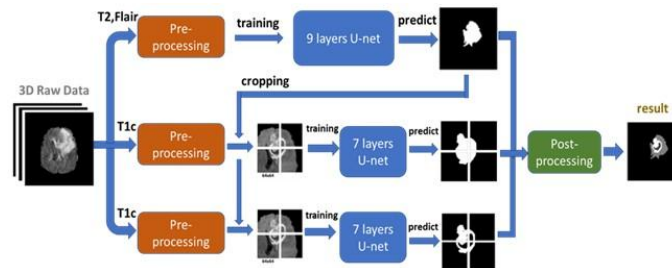 T2,Flair
Pre-
processing
training
9 layers U-net
predict
cropping
3D Raw Data
T1c
Pre-
processing
training
7 layers
U-net
predict
Post-
processing
result
T1c
Pre-
processing
training
7 layers
U-net
predict